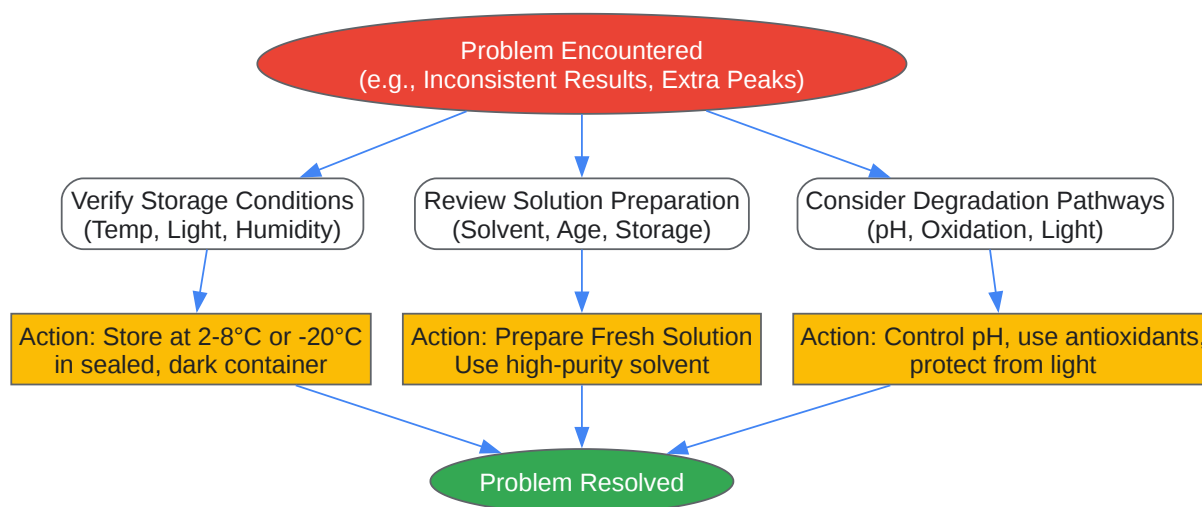 Problem Encountered
(e.g., Inconsistent Results, Extra Peaks)
Verify Storage Conditions
(Temp, Light, Humidity)
Review Solution Preparation
(Solvent, Age, Storage)
Consider Degradation Pathways
(pH, Oxidation, Light)
Action: Store at 2-8°C or -20°C
in sealed, dark container
Action: Prepare Fresh Solution
Use high-purity solvent
Action: Control pH, use antioxidants,
protect from light
Problem Resolved